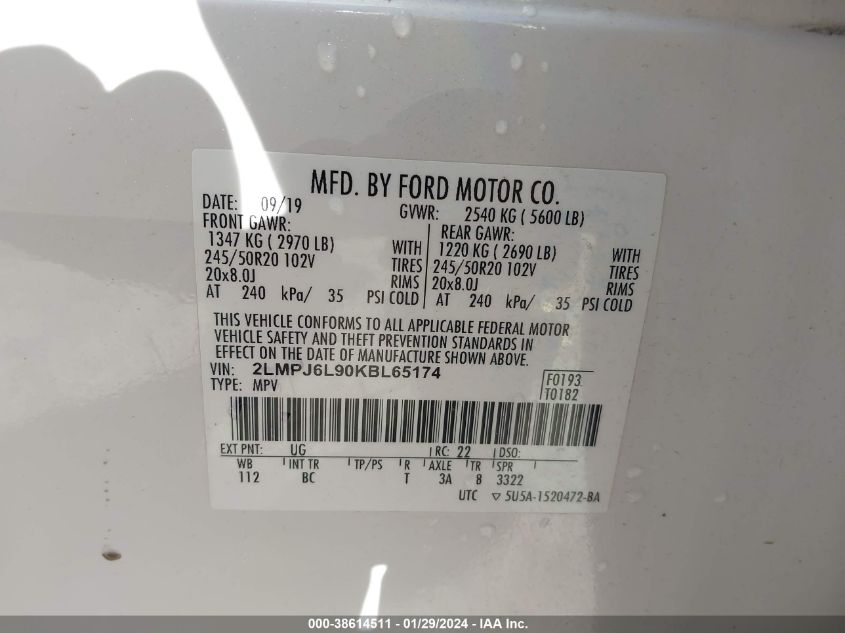 MFD. BY FORD MOTOR CO.
DATE: 09/19 GVWR: 2540 KG ( 5600 LB)
FRONT GAWR: REAR GAWR:
1347 KG ( 2970 LB) WITH 1220 KG ( 2690 LB) WITH
245/50R20 102V TIRES 245/50R20 102V TIRES
20x8.0J RIMS 20x8.0J RIMS
AT 240 kPa/ 35 PSI COLD AT 240 kPa/ 35 PSI COLD
THIS VEHICLE CONFORMS TO ALL APPLICABLE FEDERAL MOTOR
VEHICLE SAFETY AND THEFT PREVENTION STANDARDS IN
EFFECT ON THE DATE OF MANUFACTURE SHOWN ABOVE.
VIN: 2LMPJ6L90KBL65174
TYPE: MPV
F0193
T0182
EXT PNT: UG RC: 22 DSO:
WB INT TR TP/PS R AXLE TR SPR
112 BC T 3A 8 3322
UTC ▽ 5U5A-1520472-BA
000-38614511 - 01/29/2024 - IAA Inc.